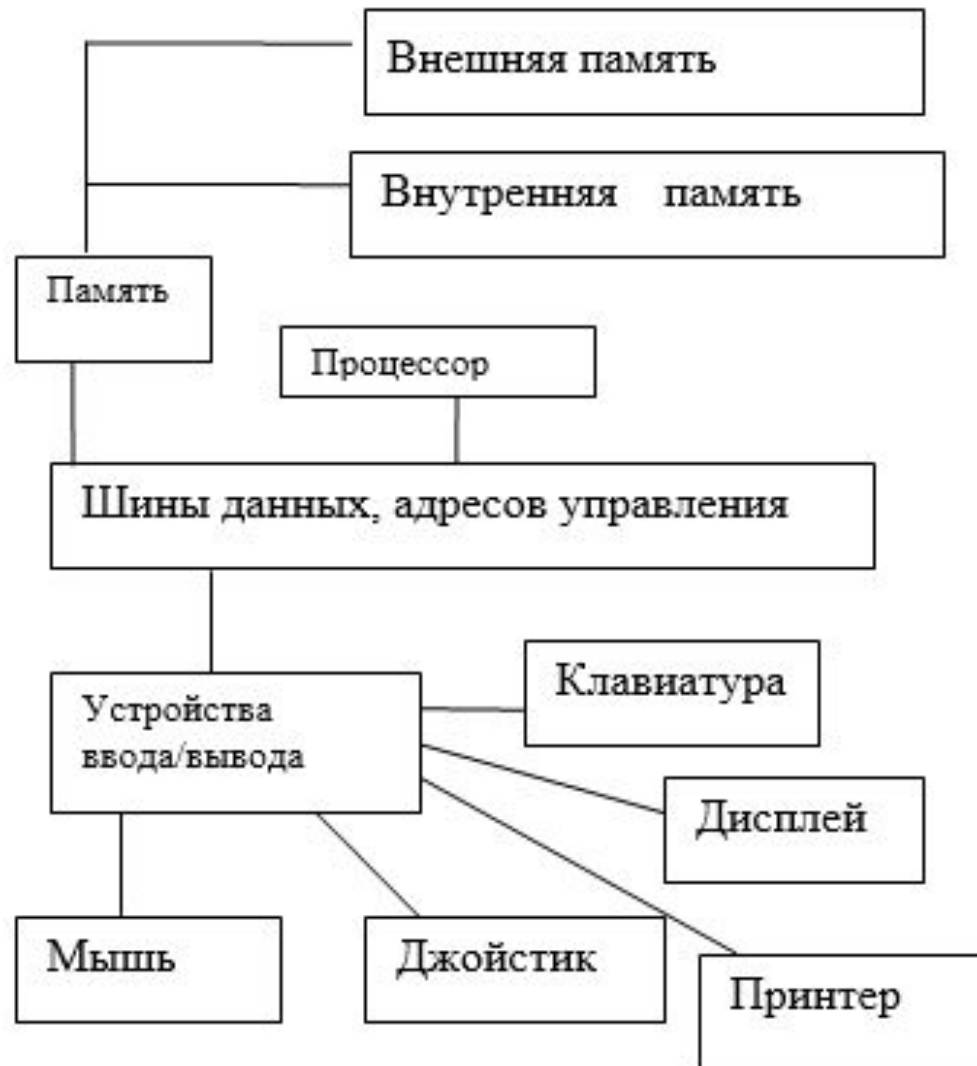 Внешняя память
Внутренняя память
Память
Процессор
Шины данных, адресов управления
Устройства
ввода/вывода
Клавиатура
Дисплей
Мышь
Джойстик
Принтер